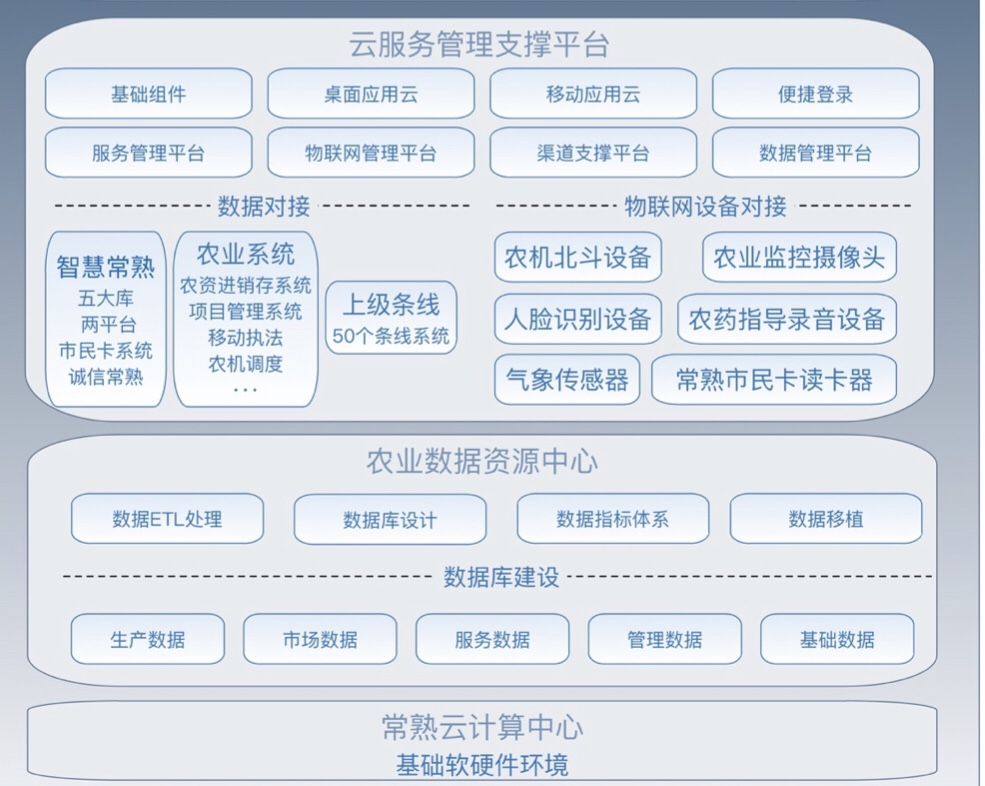 云服务管理支撑平台
基础组件
桌面应用云
移动应用云
便捷登录
服务管理平台
物联网管理平台
渠道支撑平台
数据管理平台
数据对接
智慧常熟
五大库
两平台
市民卡系统
诚信常熟
农业系统
农资进销存系统
项目管理系统
移动执法
农机调度
...
上级条线
50个条线系统
物联网设备对接
农机北斗设备
农业监控摄像头
人脸识别设备
农药指导录音设备
气象传感器
常熟市民卡读卡器
农业数据资源中心
数据ETL处理
数据库设计
数据指标体系
数据移植
数据库建设
生产数据
市场数据
服务数据
管理数据
基础数据
常熟云计算中心
基础软硬件环境